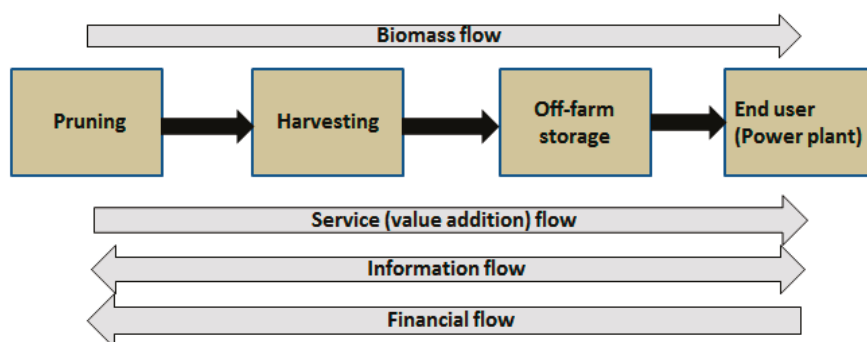 Biomass flow
Pruning
Harvesting
Off-farm
storage
End user
(Power plant)
Service (value addition) flow
Information flow
Financial flow